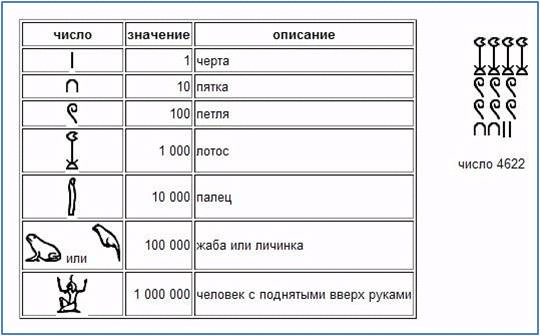 число значение описание
1 черта
10 пятка
100 петля
1 000 лотос
10 000 палец
или 100 000 жаба или личинка
1 000 000 человек с поднятыми вверх руками
число 4622